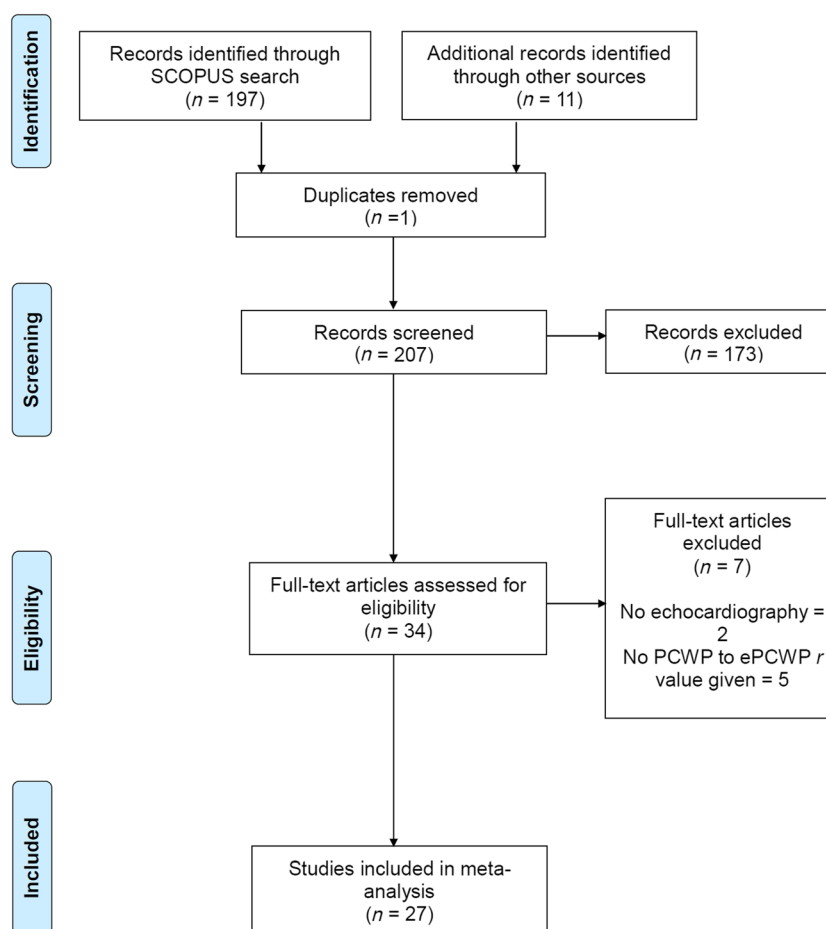 Identification
Records identified through
SCOPUS search
(n = 197)
Additional records identified
through other sources
(n = 11)
Duplicates removed
(n =1)
Screening
Records screened
(n = 207)
Records excluded
(n = 173)
Eligibility
Full-text articles assessed for
eligibility
(n = 34)
Full-text articles
excluded
(n = 7)
No echocardiography =
2
No PCWP to ePCWP r
value given = 5
Included
Studies included in meta-
analysis
(n = 27)